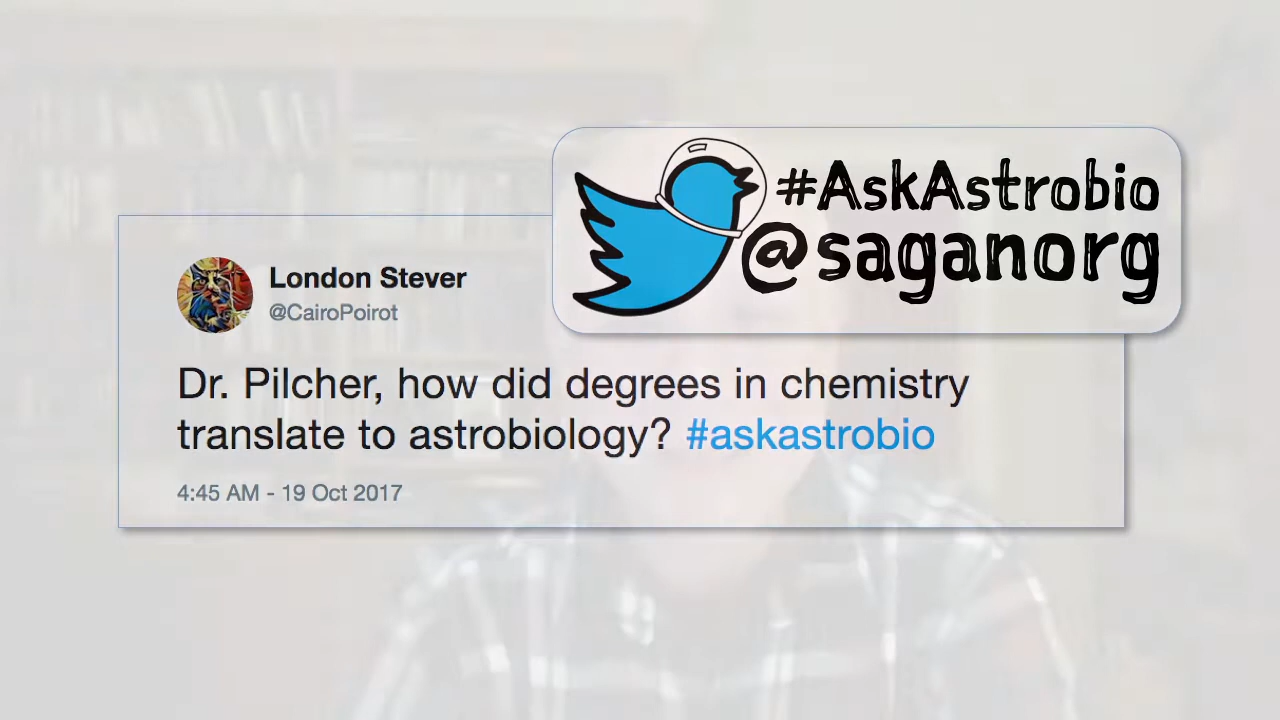 #AskAstrobio
@saganorg
London Stever
@CairoPoirot
Dr. Pilcher, how did degrees in chemistry
translate to astrobiology? #askastrobio
4:45 AM - 19 Oct 2017